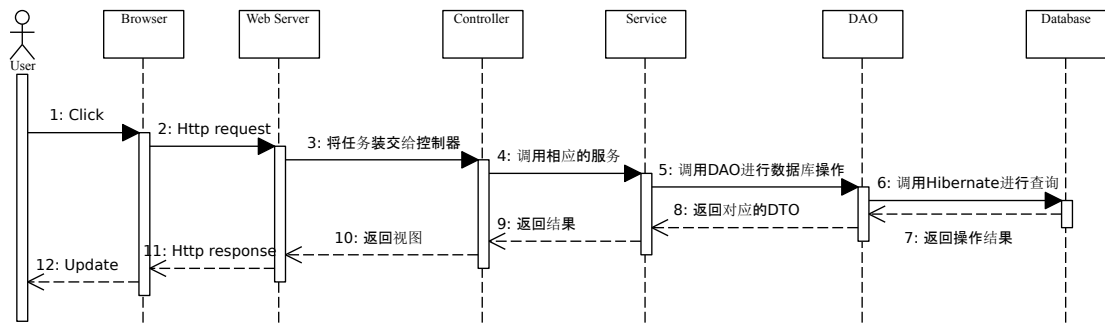 Browser
Web Server
Controller
Service
DAO
Database
User
1: Click
2: Http request
3: 将任务装交给控制器
4: 调用相应的服务
5: 调用DAO进行数据库操作
6: 调用Hibernate进行查询
7: 返回操作结果
8: 返回对应的DTO
9: 返回结果
10: 返回视图
11: Http response
12: Update